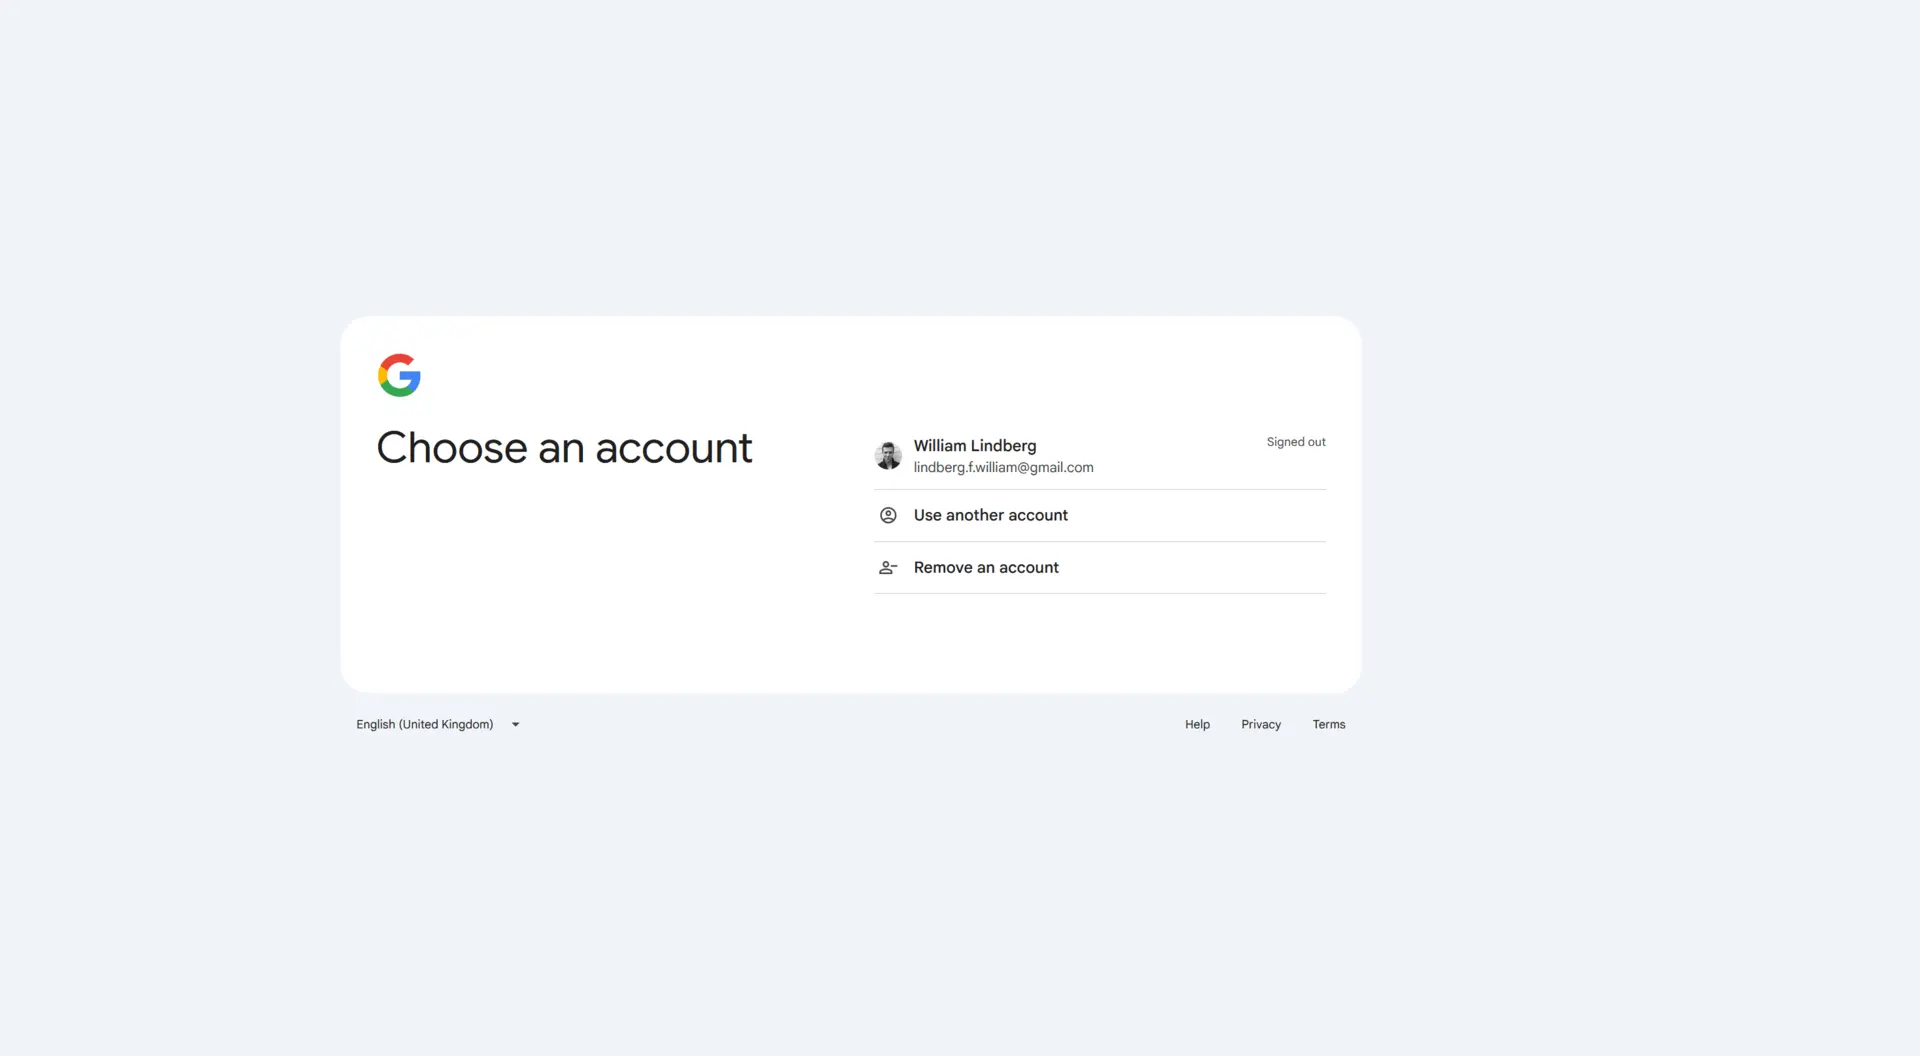 Choose an account
William Lindberg
lindberg.f.william@gmail.com
Signed out
Use another account
Remove an account
English (United Kingdom)
Help
Privacy
Terms